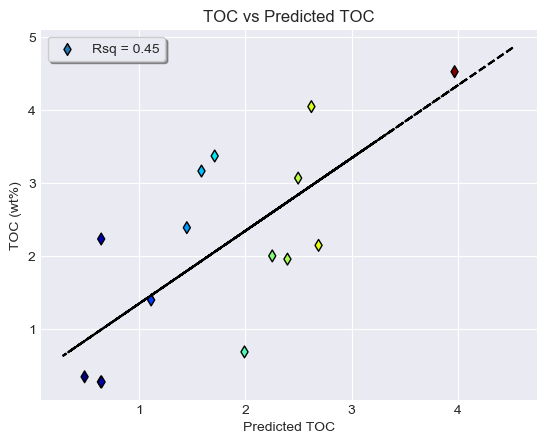 TOC vs Predicted TOC
Rsq = 0.45
5
4
3
2
1
TOC (wt%)
1 2 3 4
Predicted TOC